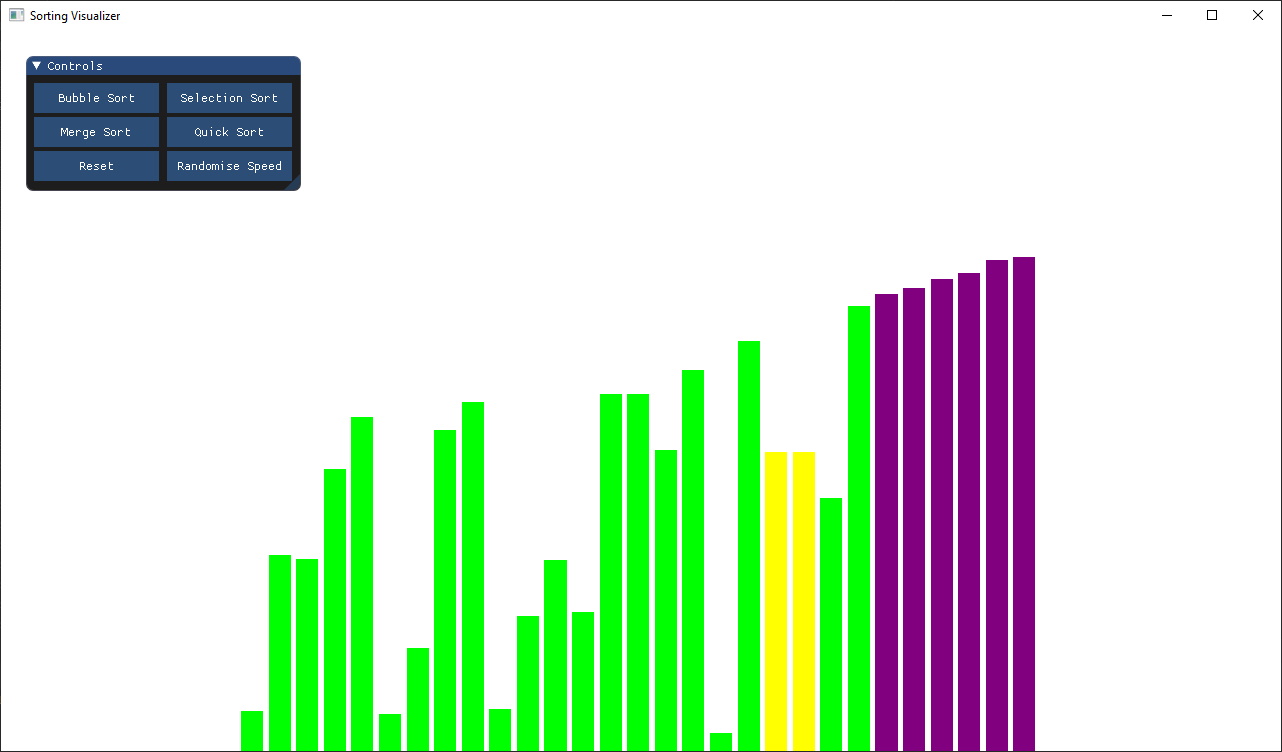 Sorting Visualizer
Controls
Bubble Sort Selection Sort
Merge Sort Quick Sort
Reset Randomise Speed